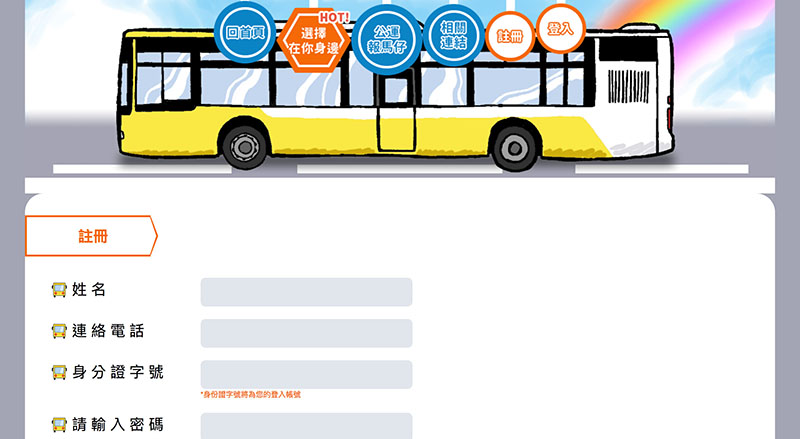 回首頁
HOT!
選擇
在你身邊
公運
報馬仔
相關
連結
註冊
登入
註冊
姓名
連絡電話
身分證字號
*身份證字號將為您的登入帳號
請輸入密碼